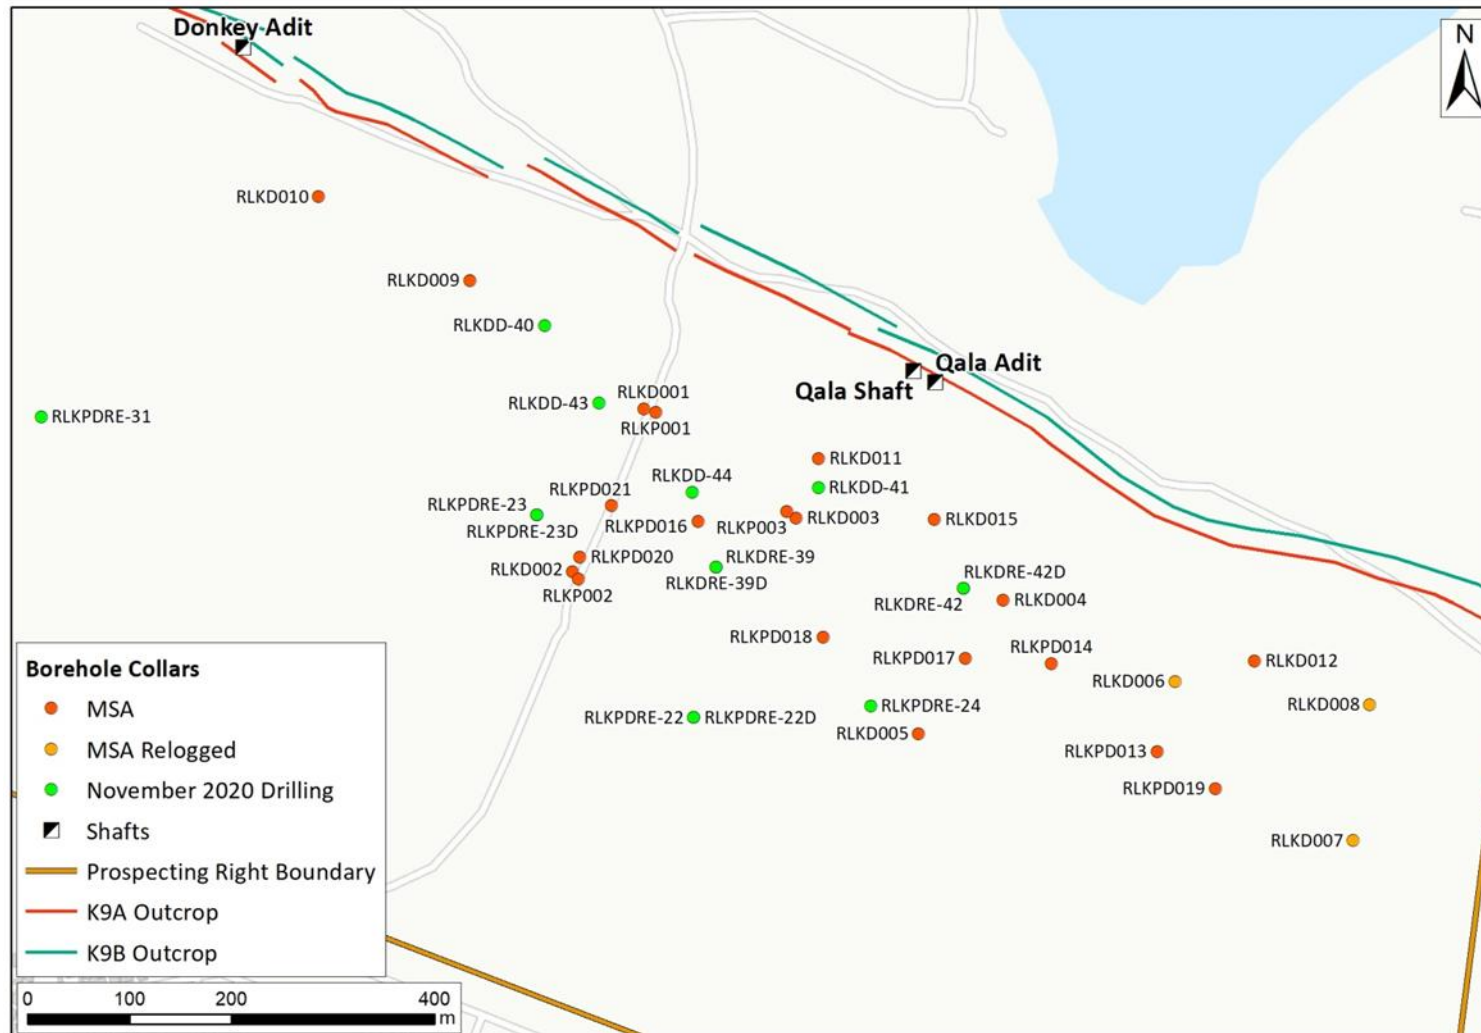 Donkey Adit
N
RLKD010
RLKD009
RLKDD-40
Qala Adit
Qala Shaft
RLKD001
RLKDD-43
RLKPDRE-31
RLKP001
RLKD011
RLKDD-44
RLKDD-41
RLKPD021
RLKPDRE-23
RLKPD016
RLKP003
RLKD003
RLKD015
RLKPDRE-23D
RLKPD020
RLKDRE-39
RLKD002
RLKDRE-39D
RLKDRE-42D
RLKP002
RLKDRE-42
RLKD004
RLKPD018
RLKPD014
RLKPD017
RLKD012
RLKD006
RLKPDRE-24
RLKD008
RLKPDRE-22
RLKPDRE-22D
RLKD005
RLKPD013
RLKPD019
RLKD007
Borehole Collars
MSA
MSA Relogged
November 2020 Drilling
Shafts
Prospecting Right Boundary
K9A Outcrop
K9B Outcrop
0 100 200 400
m